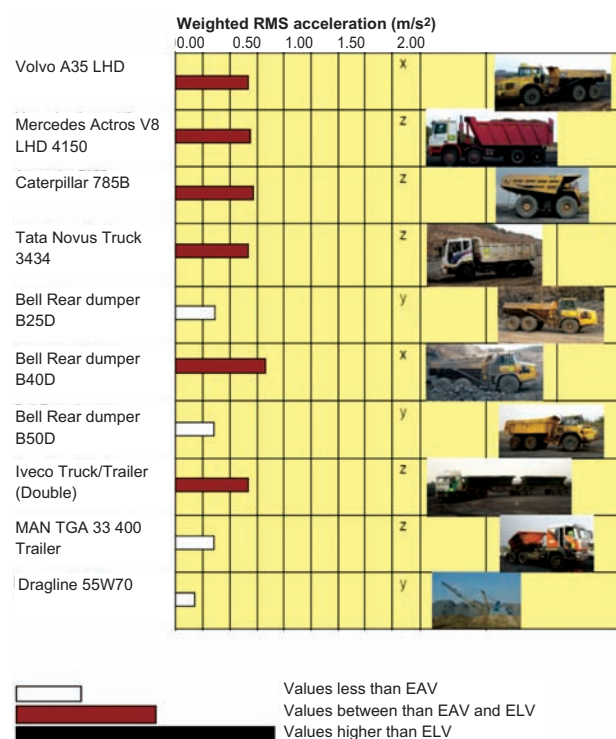 Weighted RMS acceleration (m/s²)
0.00 0.50 1.00 1.50 2.00
Volvo A35 LHD
x
Mercedes Actros V8
LHD 4150
z
Caterpillar 785B
z
Tata Novus Truck
3434
z
Bell Rear dumper
B25D
y
Bell Rear dumper
B40D
x
Bell Rear dumper
B50D
y
Iveco Truck/Trailer
(Double)
z
MAN TGA 33 400
Trailer
z
Dragline 55W70
y
Values less than EAV
Values between than EAV and ELV
Values higher than ELV